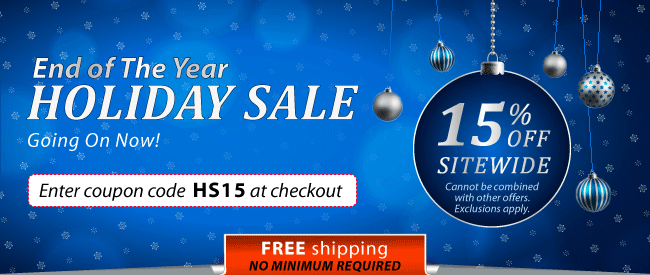 End of The Year
HOLIDAY SALE
Going On Now!
Enter coupon code HS15 at checkout
15% OFF
SITEWIDE
Cannot be combined
with other offers.
Exclusions apply.
FREE shipping
NO MINIMUM REQUIRED